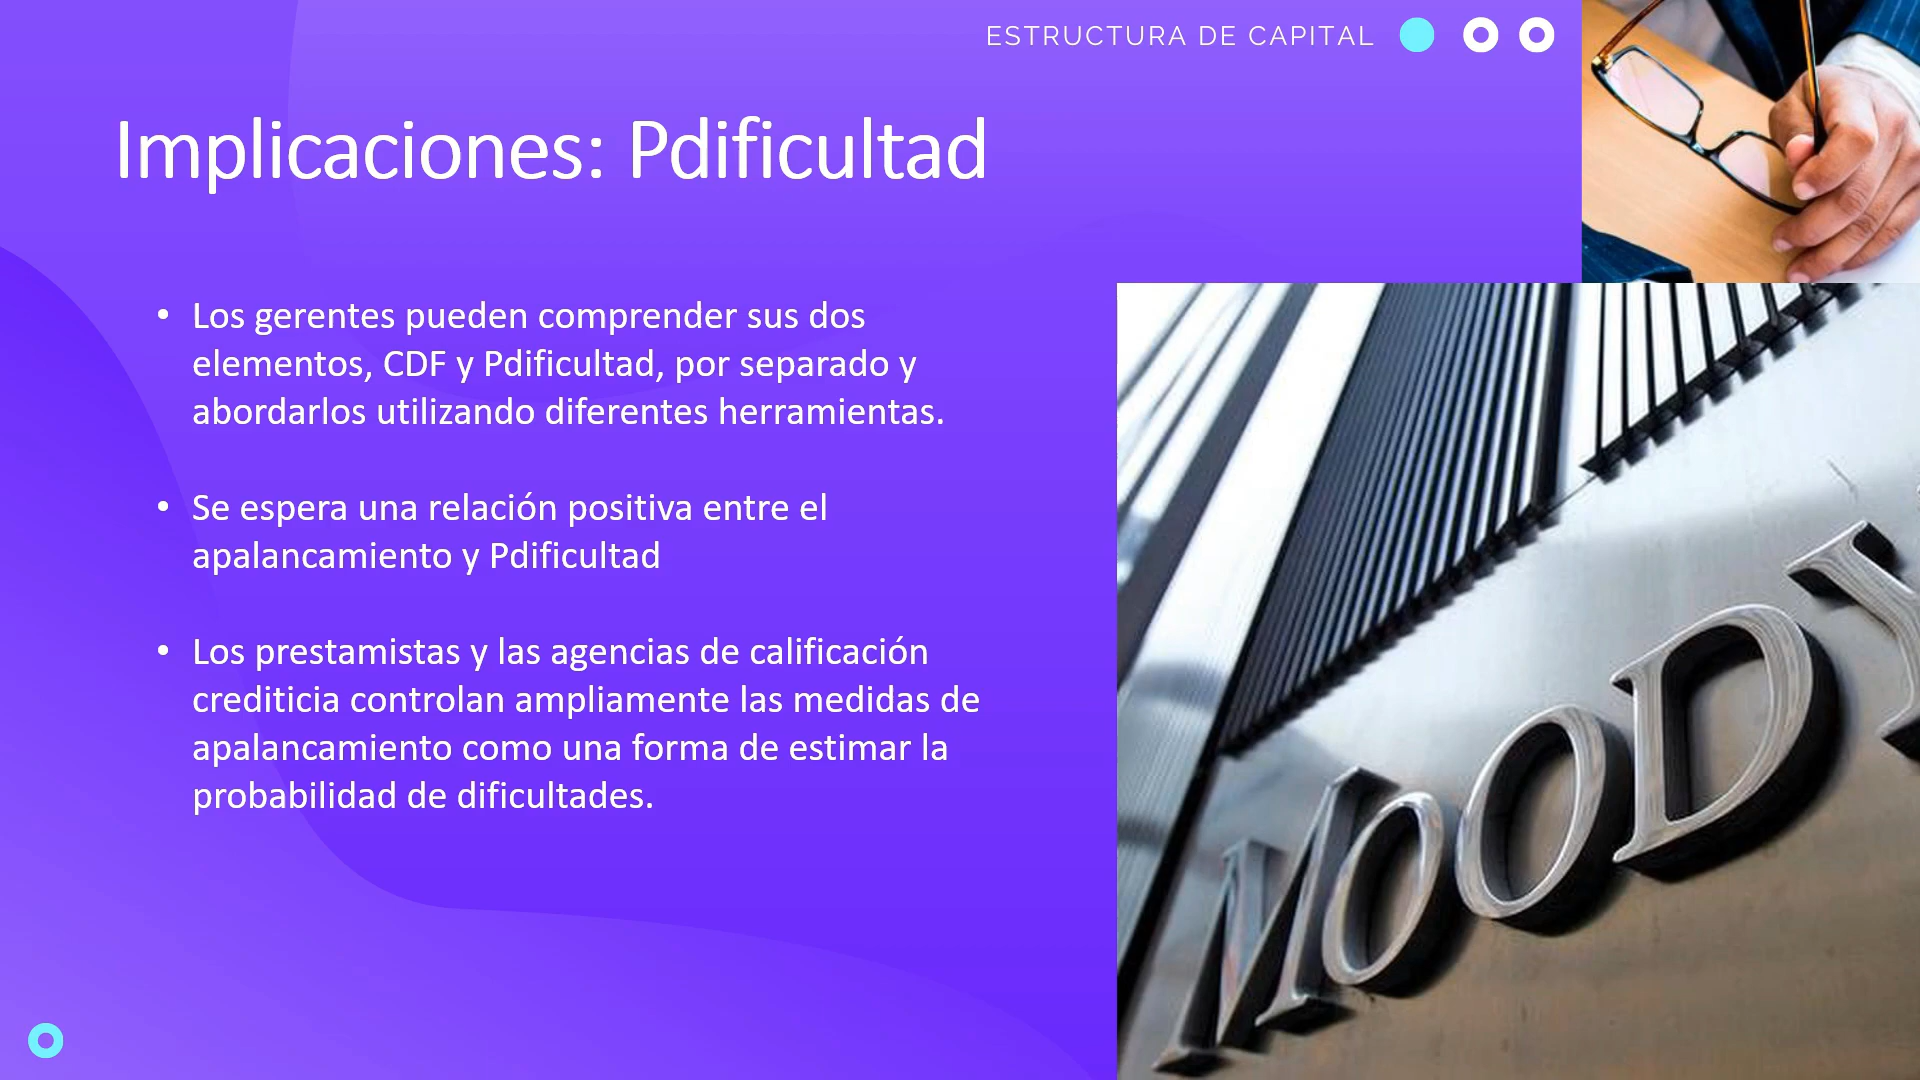 ESTRUCTURA DE CAPITAL
Implicaciones: Pdificultad
• Los gerentes pueden comprender sus dos
elementos, CDF y Pdificultad, por separado y
abordarlos utilizando diferentes herramientas.
• Se espera una relación positiva entre el
apalancamiento y Pdificultad
• Los prestamistas y las agencias de calificación
crediticia controlan ampliamente las medidas de
apalancamiento como una forma de estimar la
probabilidad de dificultades.
MOODY